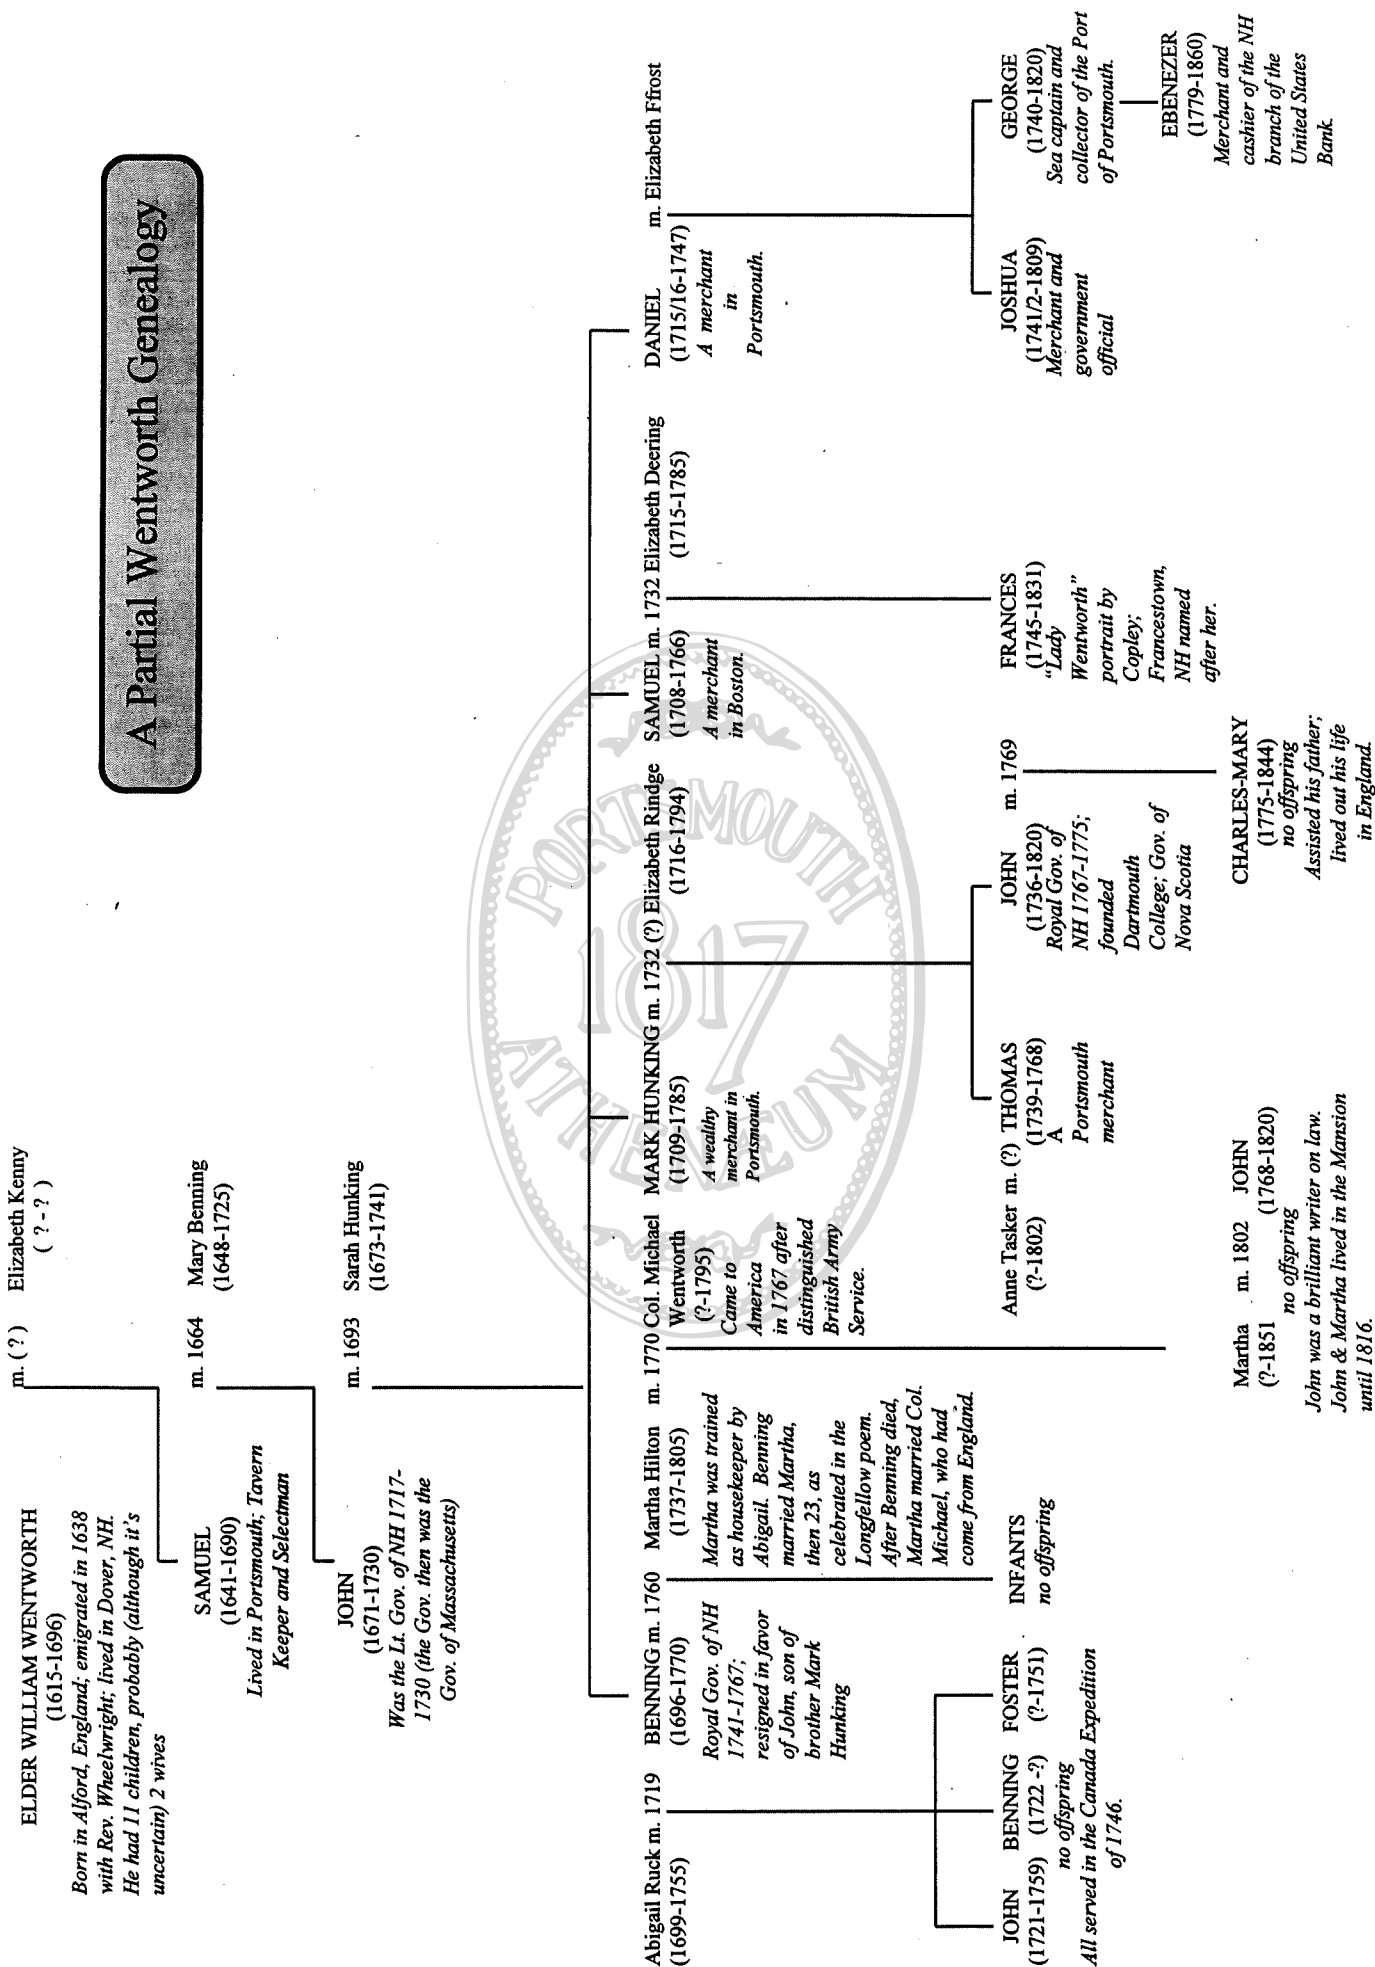 A Partial Wentworth Genealogy
ELDER WILLIAM WENTWORTH
(1615-1696)
Born in Alford, England; emigrated in 1638
with Rev. Wheelwright; lived in Dover, NH.
He had 11 children, probably (although it's
uncertain) 2 wives
m. ( ? )
Elizabeth Kenny
( ? - ? )
SAMUEL
(1641-1690)
Lived in Portsmouth; Tavern
Keeper and Selectman
m. 1664
Mary Benning
(1648-1725)
JOHN
(1671-1730)
Was the Lt. Gov. of NH 1717-
1730 (the Gov. then was the
Gov. of Massachusetts)
m. 1693
Sarah Hunking
(1673-1741)
Abigail Ruck m. 1719
(1699-1755)
BENNING m. 1760
(1696-1770)
Royal Gov. of NH
1741-1767;
resigned in favor
of John, son of
brother Mark
Hunking
Martha Hilton
(1737-1805)
Martha was trained
as housekeeper by
Abigail. Benning
married Martha,
then 23, as
celebrated in the
Longfellow poem.
After Benning died,
Martha married Col.
Michael, who had
come from England.
m. 1770 Col. Michael
Wentworth
(?-1795)
Came to
America
in 1767 after
distinguished
British Army
Service.
MARK HUNKING m. 1732 (?) Elizabeth Rindge
(1709-1785)
A wealthy
merchant in
Portsmouth.
(1716-1794)
SAMUEL m. 1732 Elizabeth Deering
(1708-1766)
A merchant
in Boston.
(1715-1785)
DANIEL
(1715/16-1747)
A merchant
in
Portsmouth.
m. Elizabeth Ffrost
JOHN
(1721-1759)
BENNING
(1722 -?)
FOSTER
(?-1751)
no offspring
All served in the Canada Expedition
of 1746.
INFANTS
no offspring
Anne Tasker m. (?) THOMAS
(?-1802)
(1739-1768)
A
Portsmouth
merchant
JOHN
(1736-1820)
Royal Gov. of
NH 1767-1775;
founded
Dartmouth
College; Gov. of
Nova Scotia
m. 1769
FRANCES
(1745-1831)
"Lady
Wentworth"
portrait by
Copley;
Francestown,
NH named
after her.
JOSHUA
(1741/2-1809)
Merchant and
government
official
GEORGE
(1740-1820)
Sea captain and
collector of the Port
of Portsmouth.
EBENEZER
(1779-1860)
Merchant and
cashier of the NH
branch of the
United States
Bank.
Martha m. 1802 JOHN
(?-1851 (1768-1820)
no offspring
John was a brilliant writer on law.
John & Martha lived in the Mansion
until 1816.
CHARLES-MARY
(1775-1844)
no offspring
Assisted his father;
lived out his life
in England.
PORTSMOUTH
1817
ATHENEUM